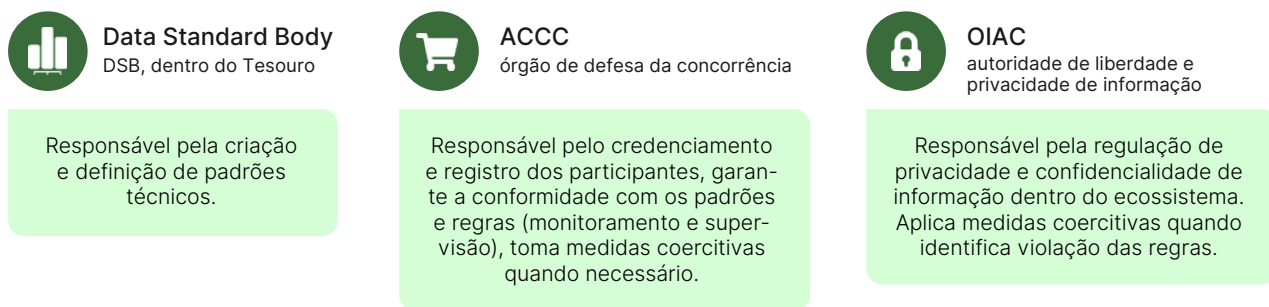 Data Standard Body
DSB, dentro do Tesouro
Responsável pela criação
e definição de padrões
técnicos.
ACCC
órgão de defesa da concorrência
Responsável pelo credenciamento
e registro dos participantes, garan-
te a conformidade com os padrões
e regras (monitoramento e super-
visão), toma medidas coercitivas
quando necessário.
OIAC
autoridade de liberdade e
privacidade de informação
Responsável pela regulação de
privacidade e confidencialidade de
informação dentro do ecossistema.
Aplica medidas coercitivas quando
identifica violação das regras.